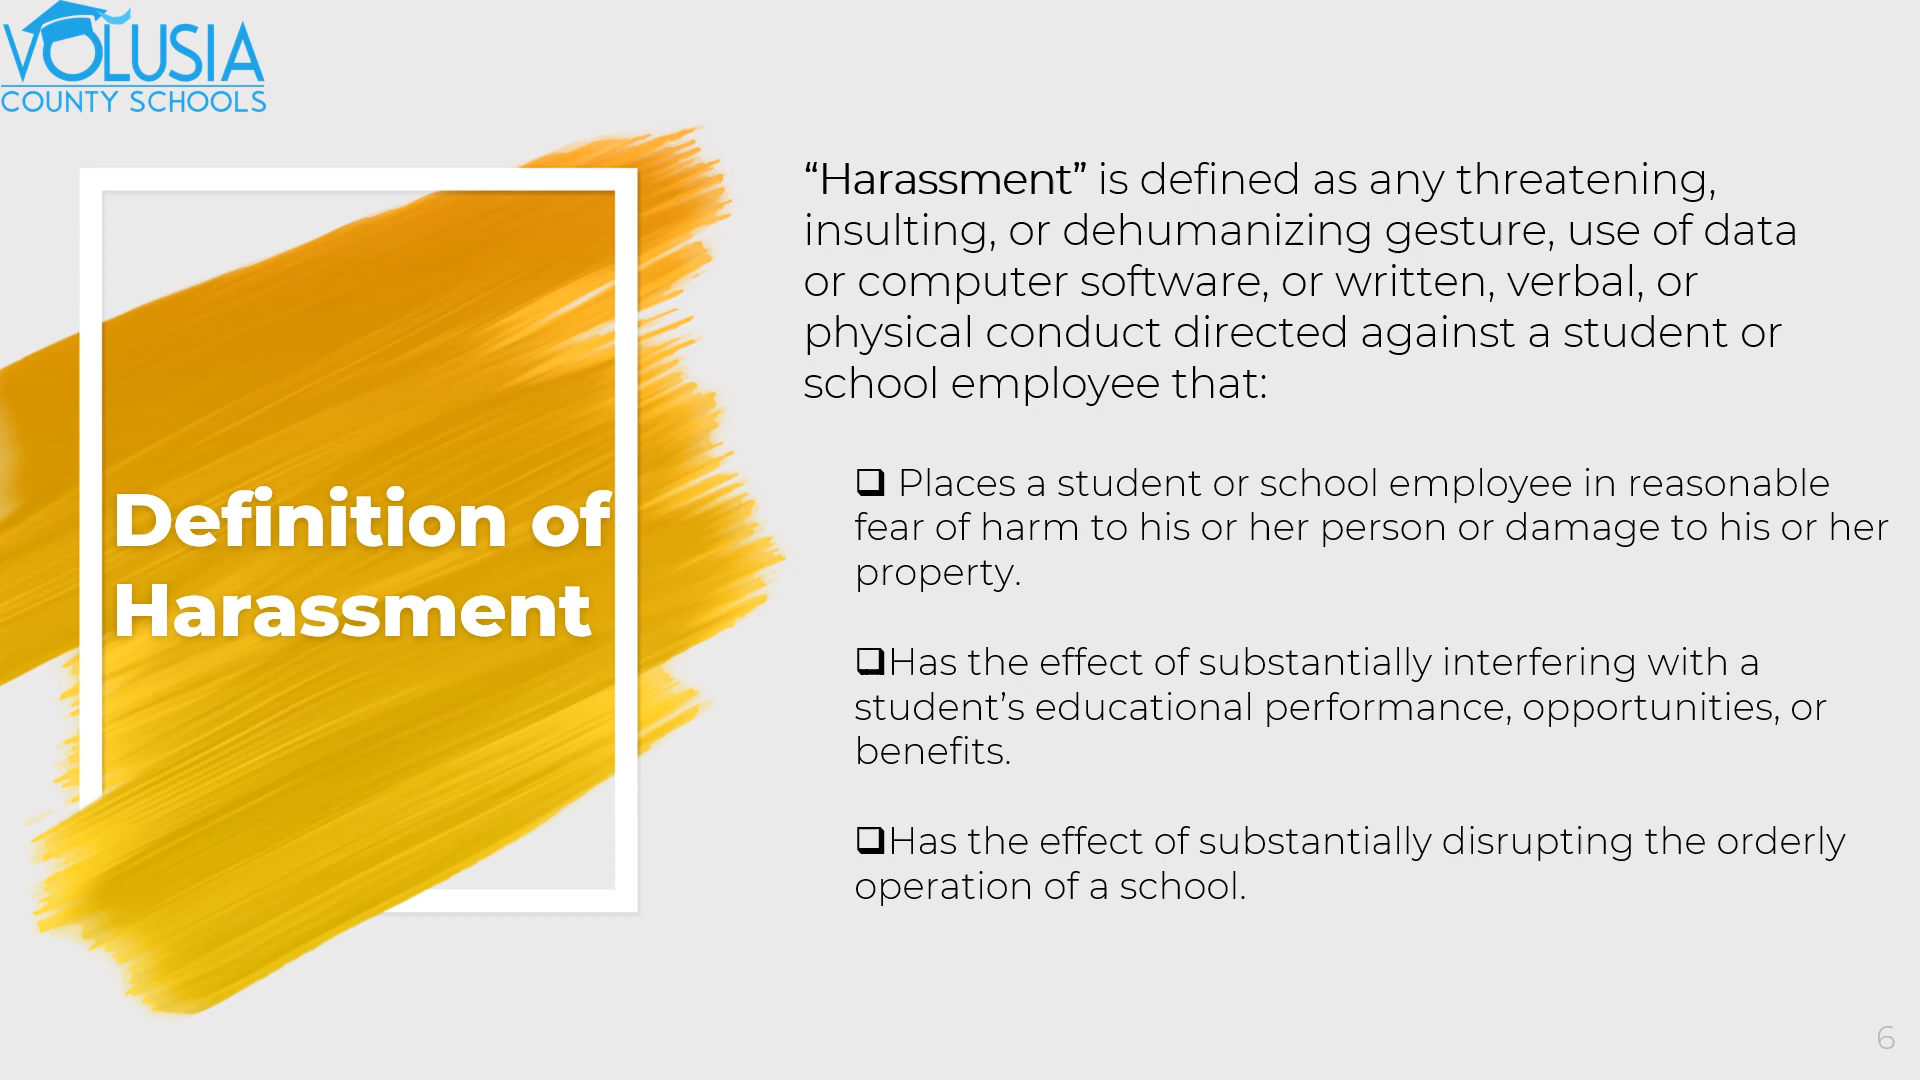 VOLUSIA
COUNTY SCHOOLS
Definition of
Harassment
“Harassment” is defined as any threatening,
insulting, or dehumanizing gesture, use of data
or computer software, or written, verbal, or
physical conduct directed against a student or
school employee that:
❑ Places a student or school employee in reasonable
fear of harm to his or her person or damage to his or her
property.
❑Has the effect of substantially interfering with a
student’s educational performance, opportunities, or
benefits.
❑Has the effect of substantially disrupting the orderly
operation of a school.
6